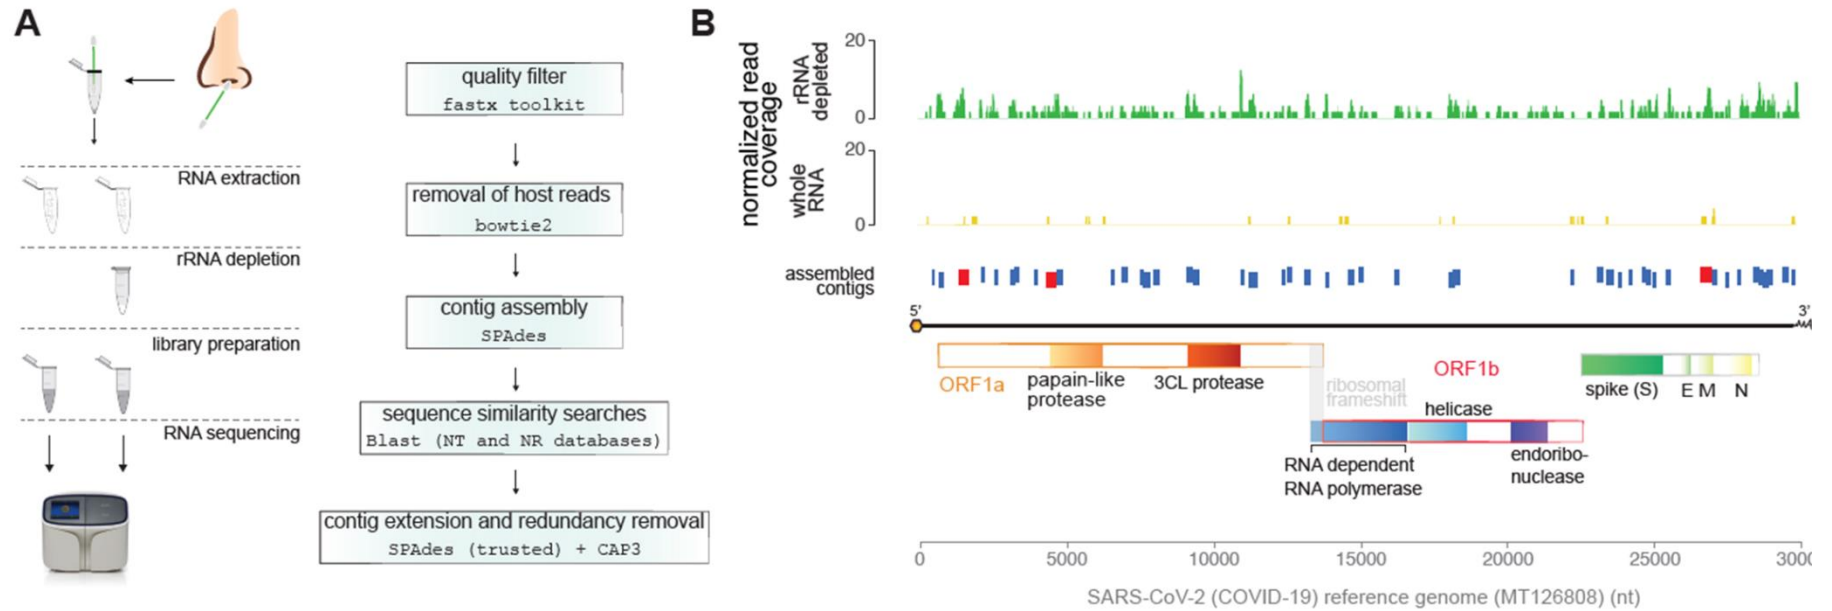 A
RNA extraction
rRNA depletion
library preparation
RNA sequencing
quality filter
fastx toolkit
removal of host reads
bowtie2
contig assembly
SPAdes
sequence similarity searches
Blast (NT and NR databases)
contig extension and redundancy removal
SPAdes (trusted) + CAP3
B
normalized read
coverage
rRNA
depleted
20
0
whole
RNA
20
0
assembled
contigs
5'
3'
ORF1a
papain-like
protease
3CL protease
ribosomal
frameshift
ORF1b
helicase
RNA dependent
RNA polymerase
endoribo-
nuclease
spike (S)
E M N
0 5000 10000 15000 20000 25000 3000
SARS-CoV-2 (COVID-19) reference genome (MT126808) (nt)